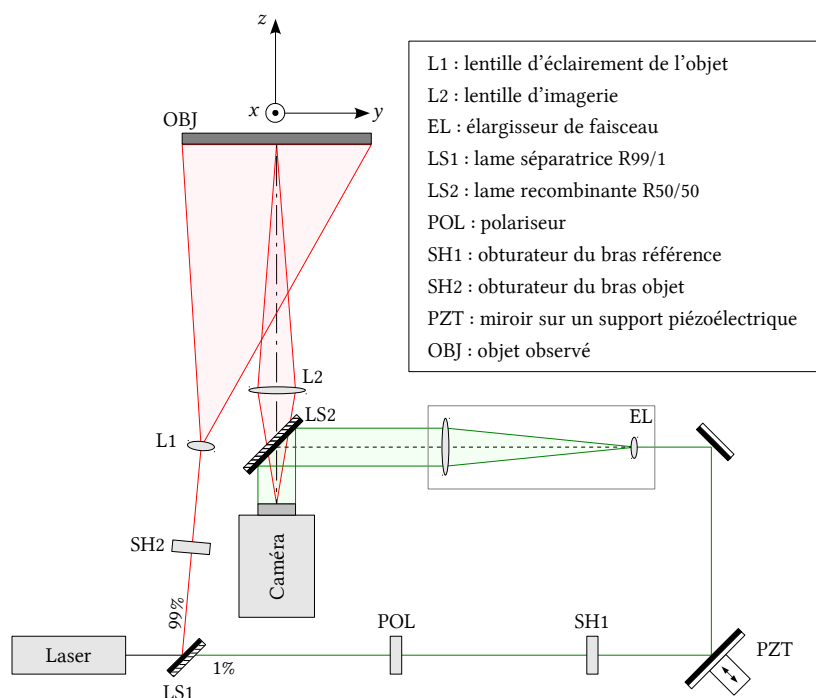 z
x
y
OBJ
L1 : lentille d'éclairement de l'objet
L2 : lentille d'imagerie
EL : élargisseur de faisceau
LS1 : lame séparatrice R99/1
LS2 : lame recombinante R50/50
POL : polariseur
SH1 : obturateur du bras référence
SH2 : obturateur du bras objet
PZT : miroir sur un support piézoélectrique
OBJ : objet observé
L2
LS2
EL
L1
SH2
Caméra
99%
POL
SH1
PZT
Laser
1%
LS1